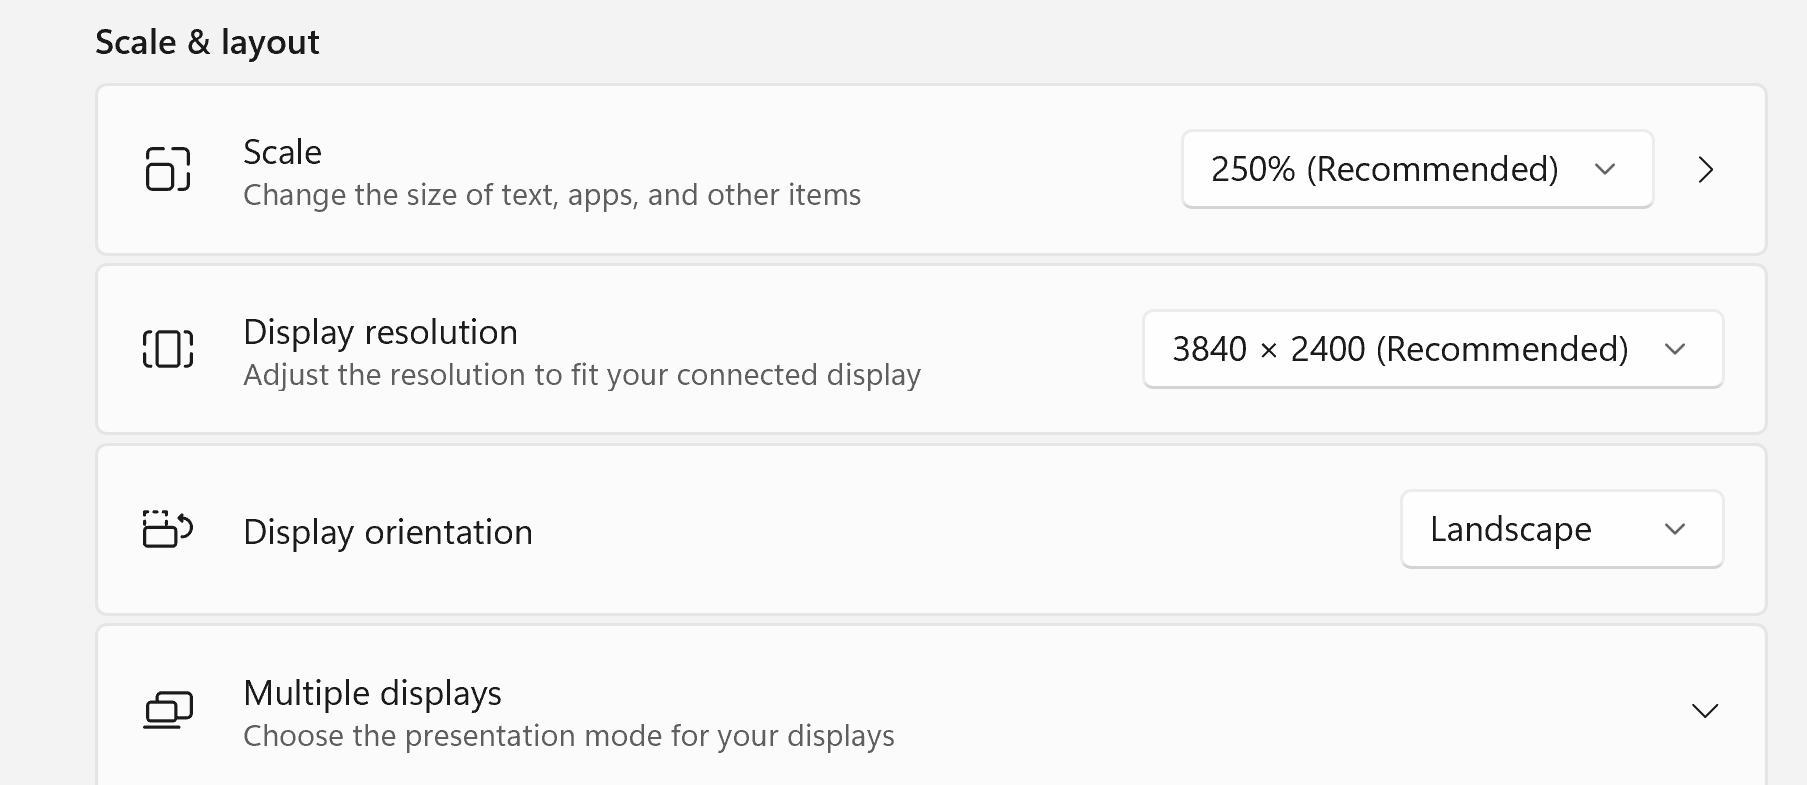 Scale & layout
Scale
Change the size of text, apps, and other items
250% (Recommended)
Display resolution
Adjust the resolution to fit your connected display
3840 × 2400 (Recommended)
Display orientation
Landscape
Multiple displays
Choose the presentation mode for your displays